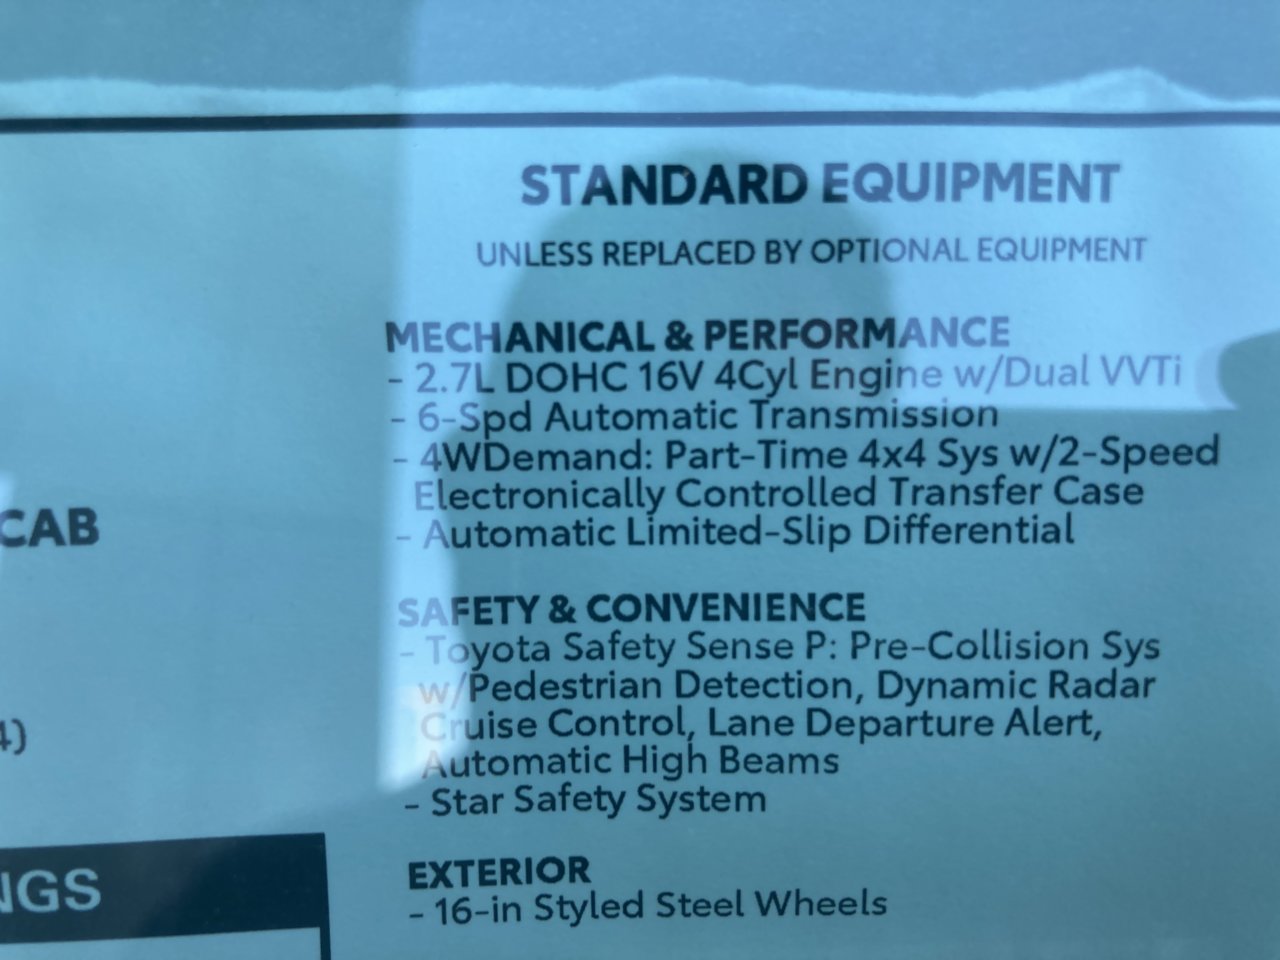 STANDARD EQUIPMENT
UNLESS REPLACED BY OPTIONAL EQUIPMENT
MECHANICAL & PERFORMANCE
- 2.7L DOHC 16V 4Cyl Engine w/Dual VVTi
- 6-Spd Automatic Transmission
- 4WDemand: Part-Time 4x4 Sys w/2-Speed
Electronically Controlled Transfer Case
- Automatic Limited-Slip Differential
SAFETY & CONVENIENCE
- Toyota Safety Sense P: Pre-Collision Sys
w/Pedestrian Detection, Dynamic Radar
Cruise Control, Lane Departure Alert,
Automatic High Beams
- Star Safety System
EXTERIOR
- 16-in Styled Steel Wheels
CAB
4)
NGS